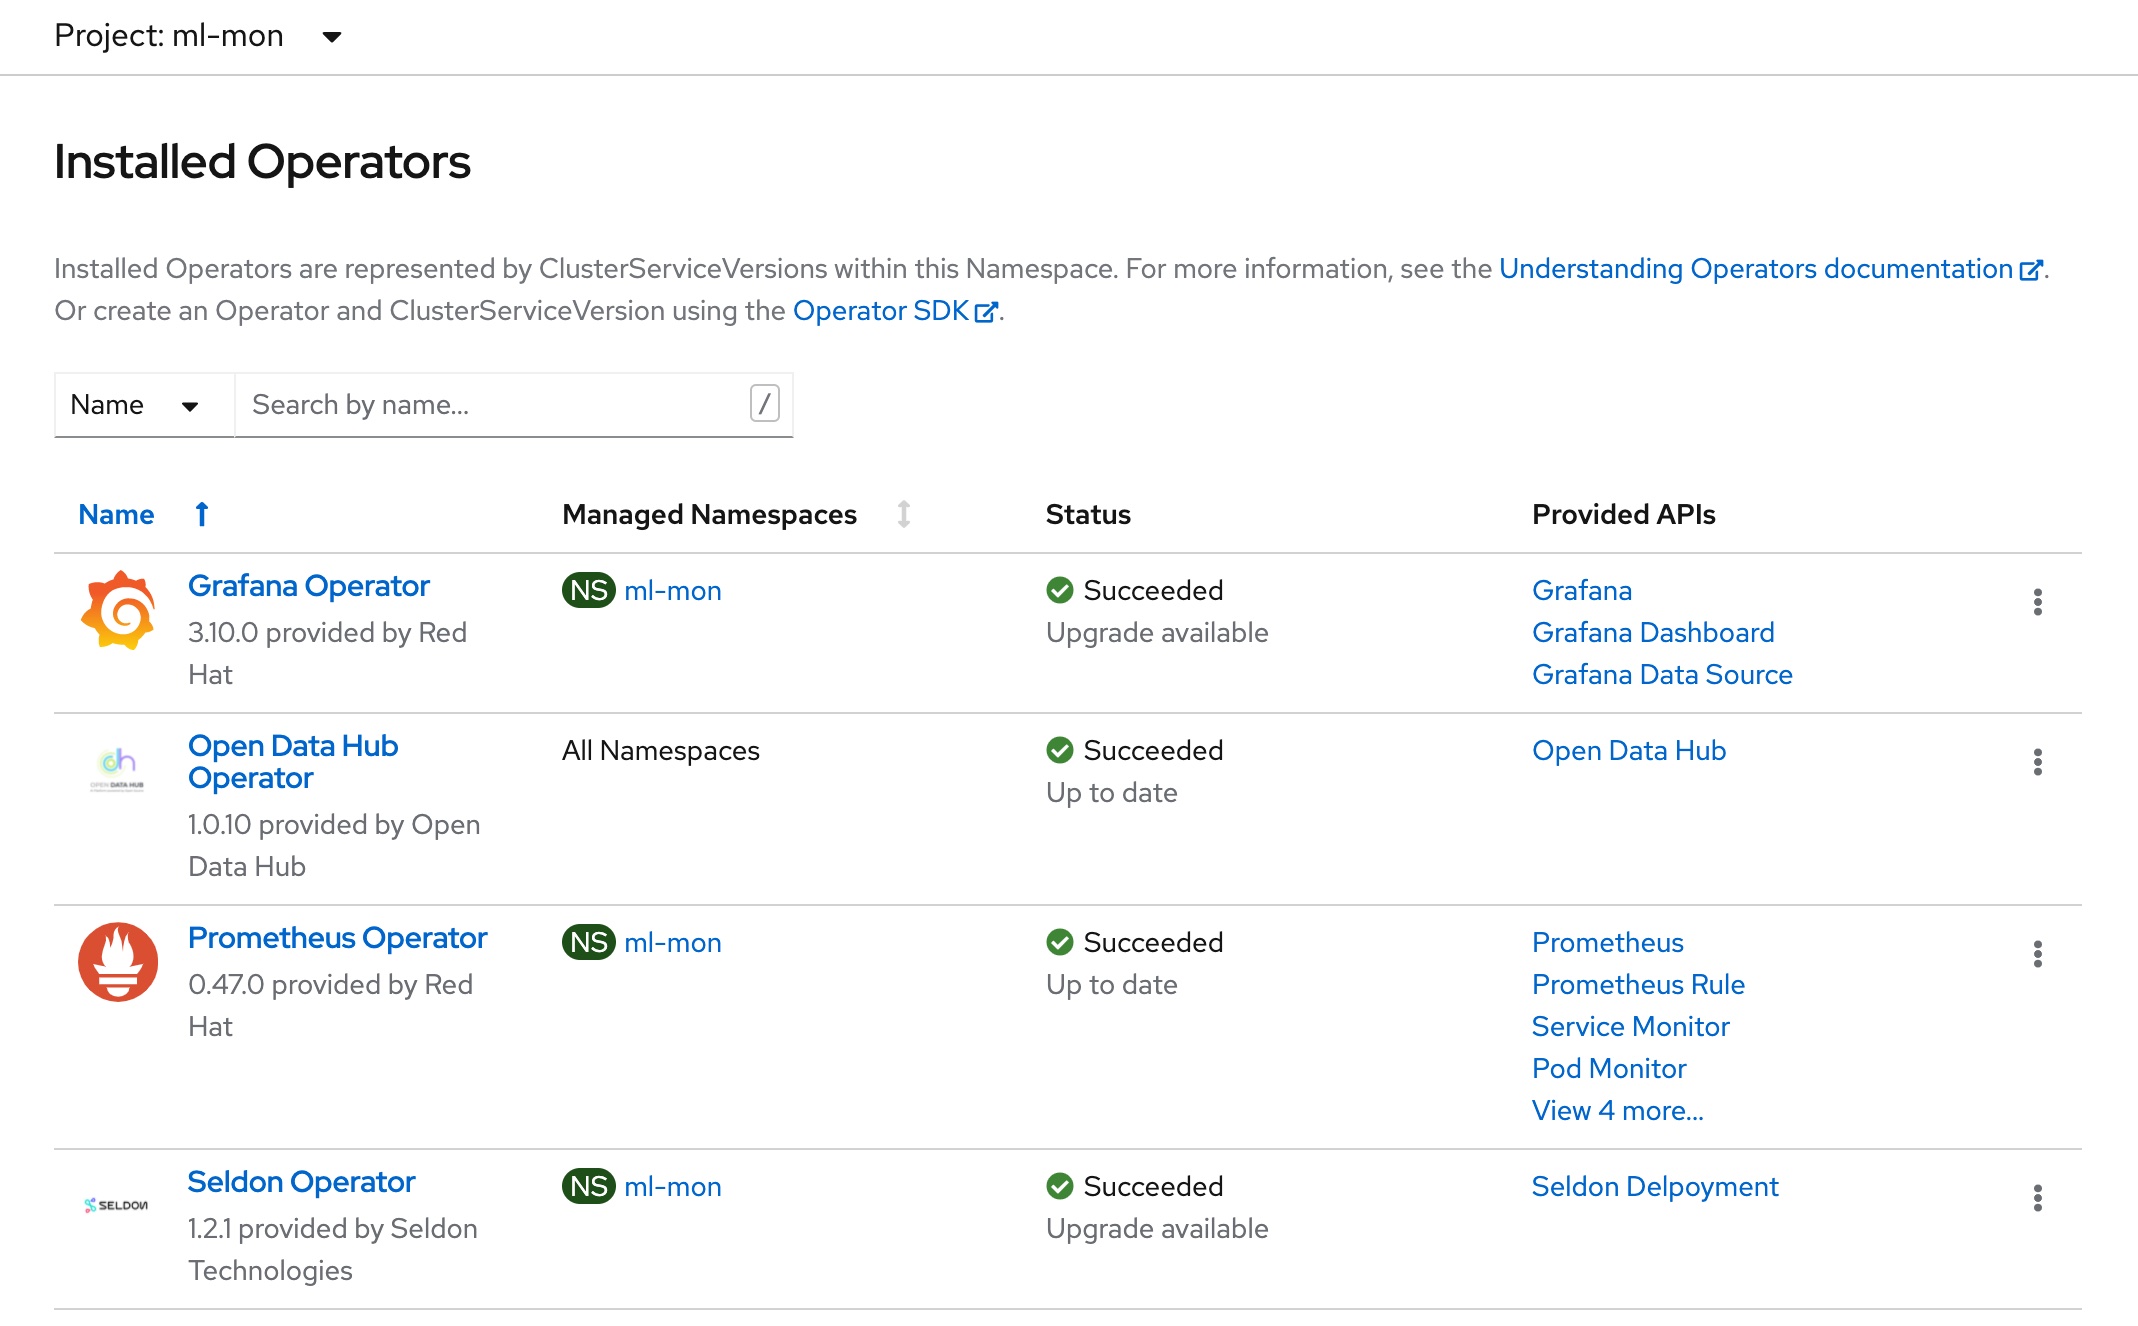 Project: ml-mon
Installed Operators
Installed Operators are represented by ClusterServiceVersions within this Namespace. For more information, see the Understanding Operators documentation.
Or create an Operator and ClusterServiceVersion using the Operator SDK.
Name Search by name... /
Name Managed Namespaces Status Provided APIs
Grafana Operator NS ml-mon Succeeded Grafana
3.10.0 provided by Red Upgrade available Grafana Dashboard
Hat Grafana Data Source
Open Data Hub All Namespaces Succeeded Open Data Hub
Operator Up to date
OPEN DATA HUB
1.0.10 provided by Open
Data Hub
Prometheus Operator NS ml-mon Succeeded Prometheus
0.47.0 provided by Red Up to date Prometheus Rule
Hat Service Monitor
Pod Monitor
View 4 more...
Seldon Operator NS ml-mon Succeeded Seldon Delpoyment
SELDON
1.2.1 provided by Seldon Upgrade available
Technologies